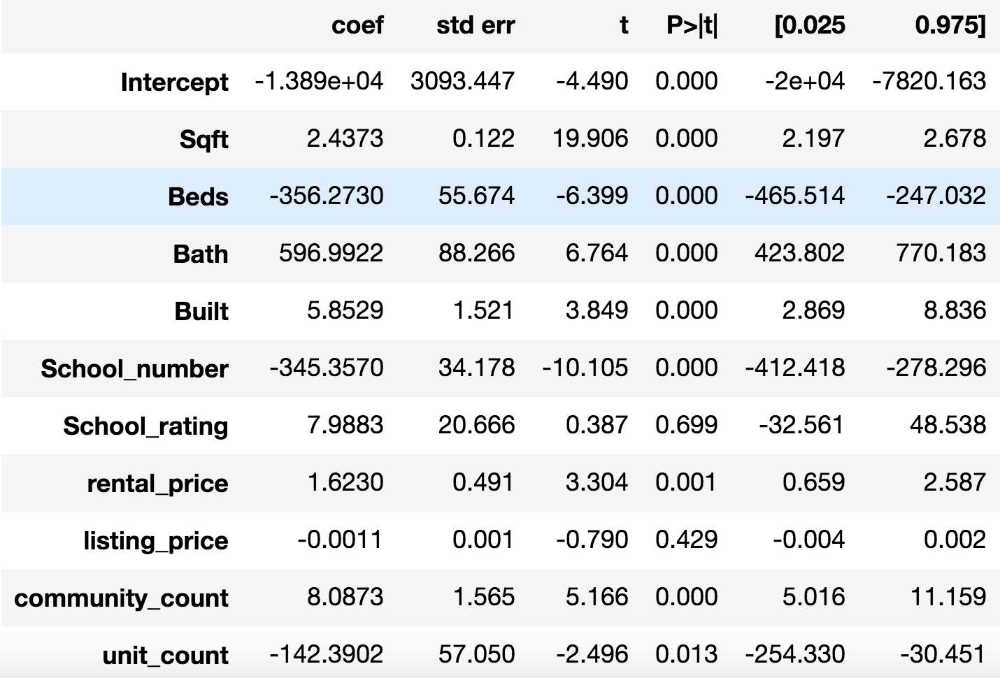 coef std err t P>|t| [0.025 0.975]
Intercept -1.389e+04 3093.447 -4.490 0.000 -2e+04 -7820.163
Sqft 2.4373 0.122 19.906 0.000 2.197 2.678
Beds -356.2730 55.674 -6.399 0.000 -465.514 -247.032
Bath 596.9922 88.266 6.764 0.000 423.802 770.183
Built 5.8529 1.521 3.849 0.000 2.869 8.836
School_number -345.3570 34.178 -10.105 0.000 -412.418 -278.296
School_rating 7.9883 20.666 0.387 0.699 -32.561 48.538
rental_price 1.6230 0.491 3.304 0.001 0.659 2.587
listing_price -0.0011 0.001 -0.790 0.429 -0.004 0.002
community_count 8.0873 1.565 5.166 0.000 5.016 11.159
unit_count -142.3902 57.050 -2.496 0.013 -254.330 -30.451